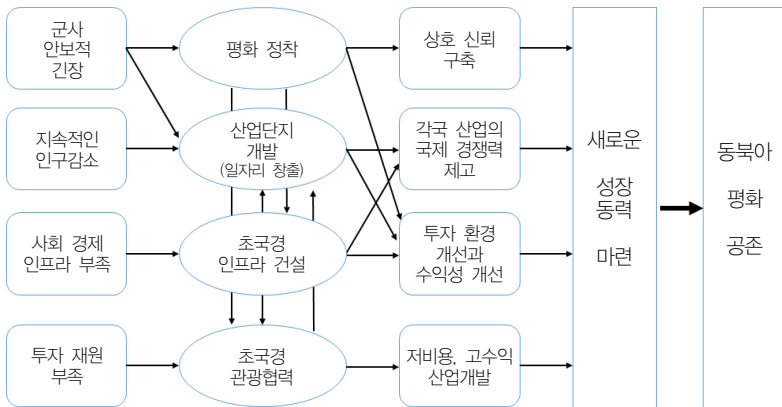 군사
안보적
긴장
평화 정착
상호 신뢰
구축
지속적인
인구감소
산업단지
개발
(일자리 창출)
각국 산업의
국제 경쟁력
제고
사회 경제
인프라 부족
초국경
인프라 건설
투자 환경
개선과
수익성 개선
투자 재원
부족
초국경
관광협력
저비용, 고수익
산업개발
새로운
성장
동력
마련
동북아
평화
공존